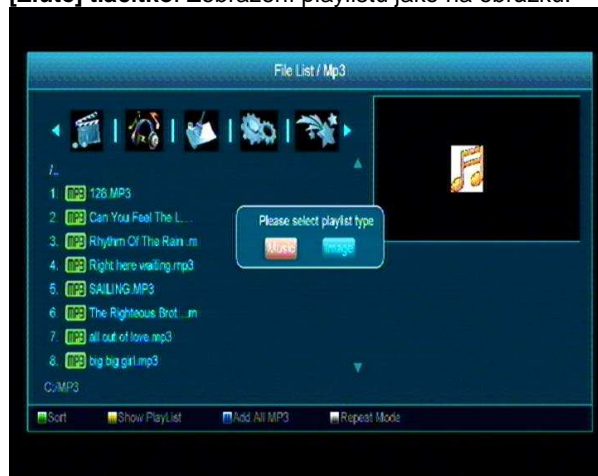 [Žluté] tlačítko: Zobrazení playlistu jako na obrázku.
File List / Mp3
/..
1. MP3 128.MP3
2. MP3 Can You Feel The L....
3. MP3 Rhythm Of The Rain .m
4. MP3 Right here waiting.mp3
5. MP3 SAILING.MP3
6. MP3 The Righteous Brot....m
7. MP3 all out of love.mp3
8. MP3 big big girl.mp3
C:/MP3
Please select playlist type
Music Image
Sort Show PlayList Add All MP3 Repeat Mode